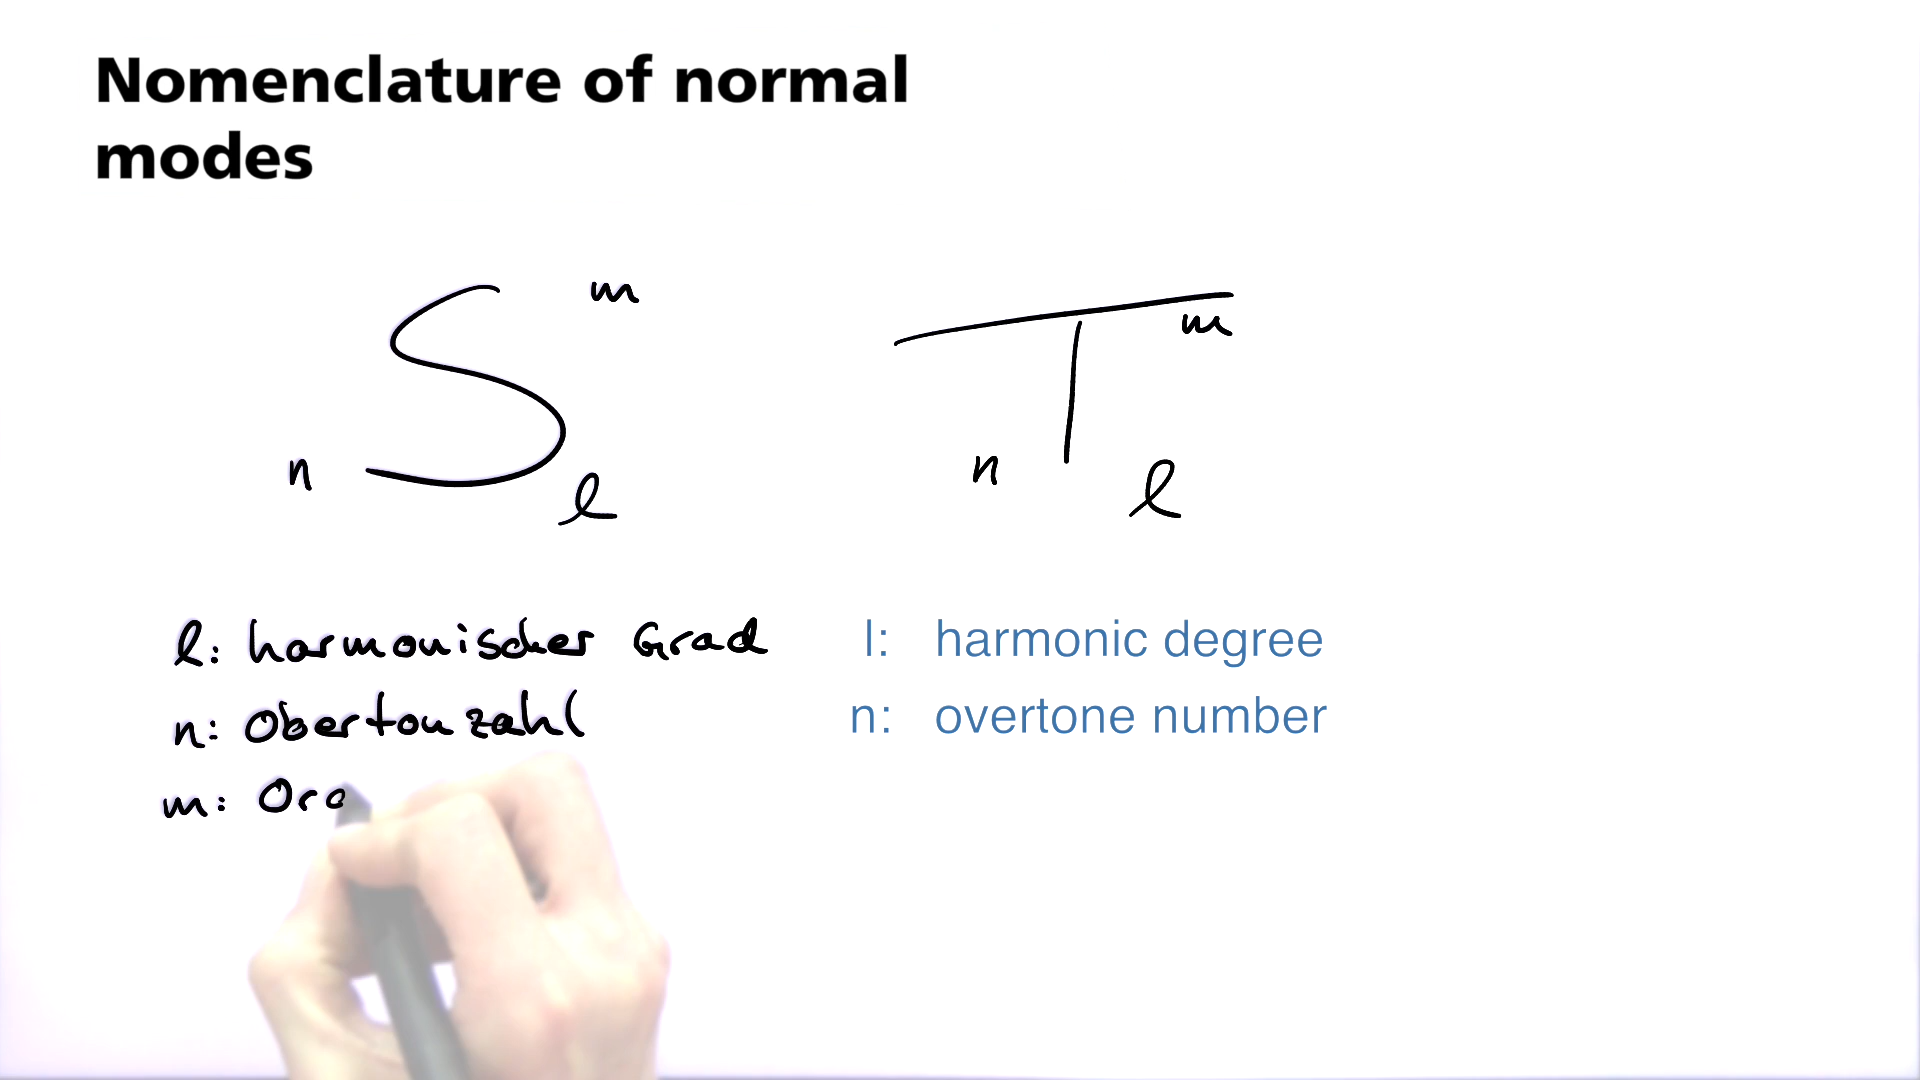 Nomenclature of normal
modes
m
S
n
l
m
T
n
l
l: harmonischer Grad
l: harmonic degree
n: Obertonzahl
n: overtone number
m: